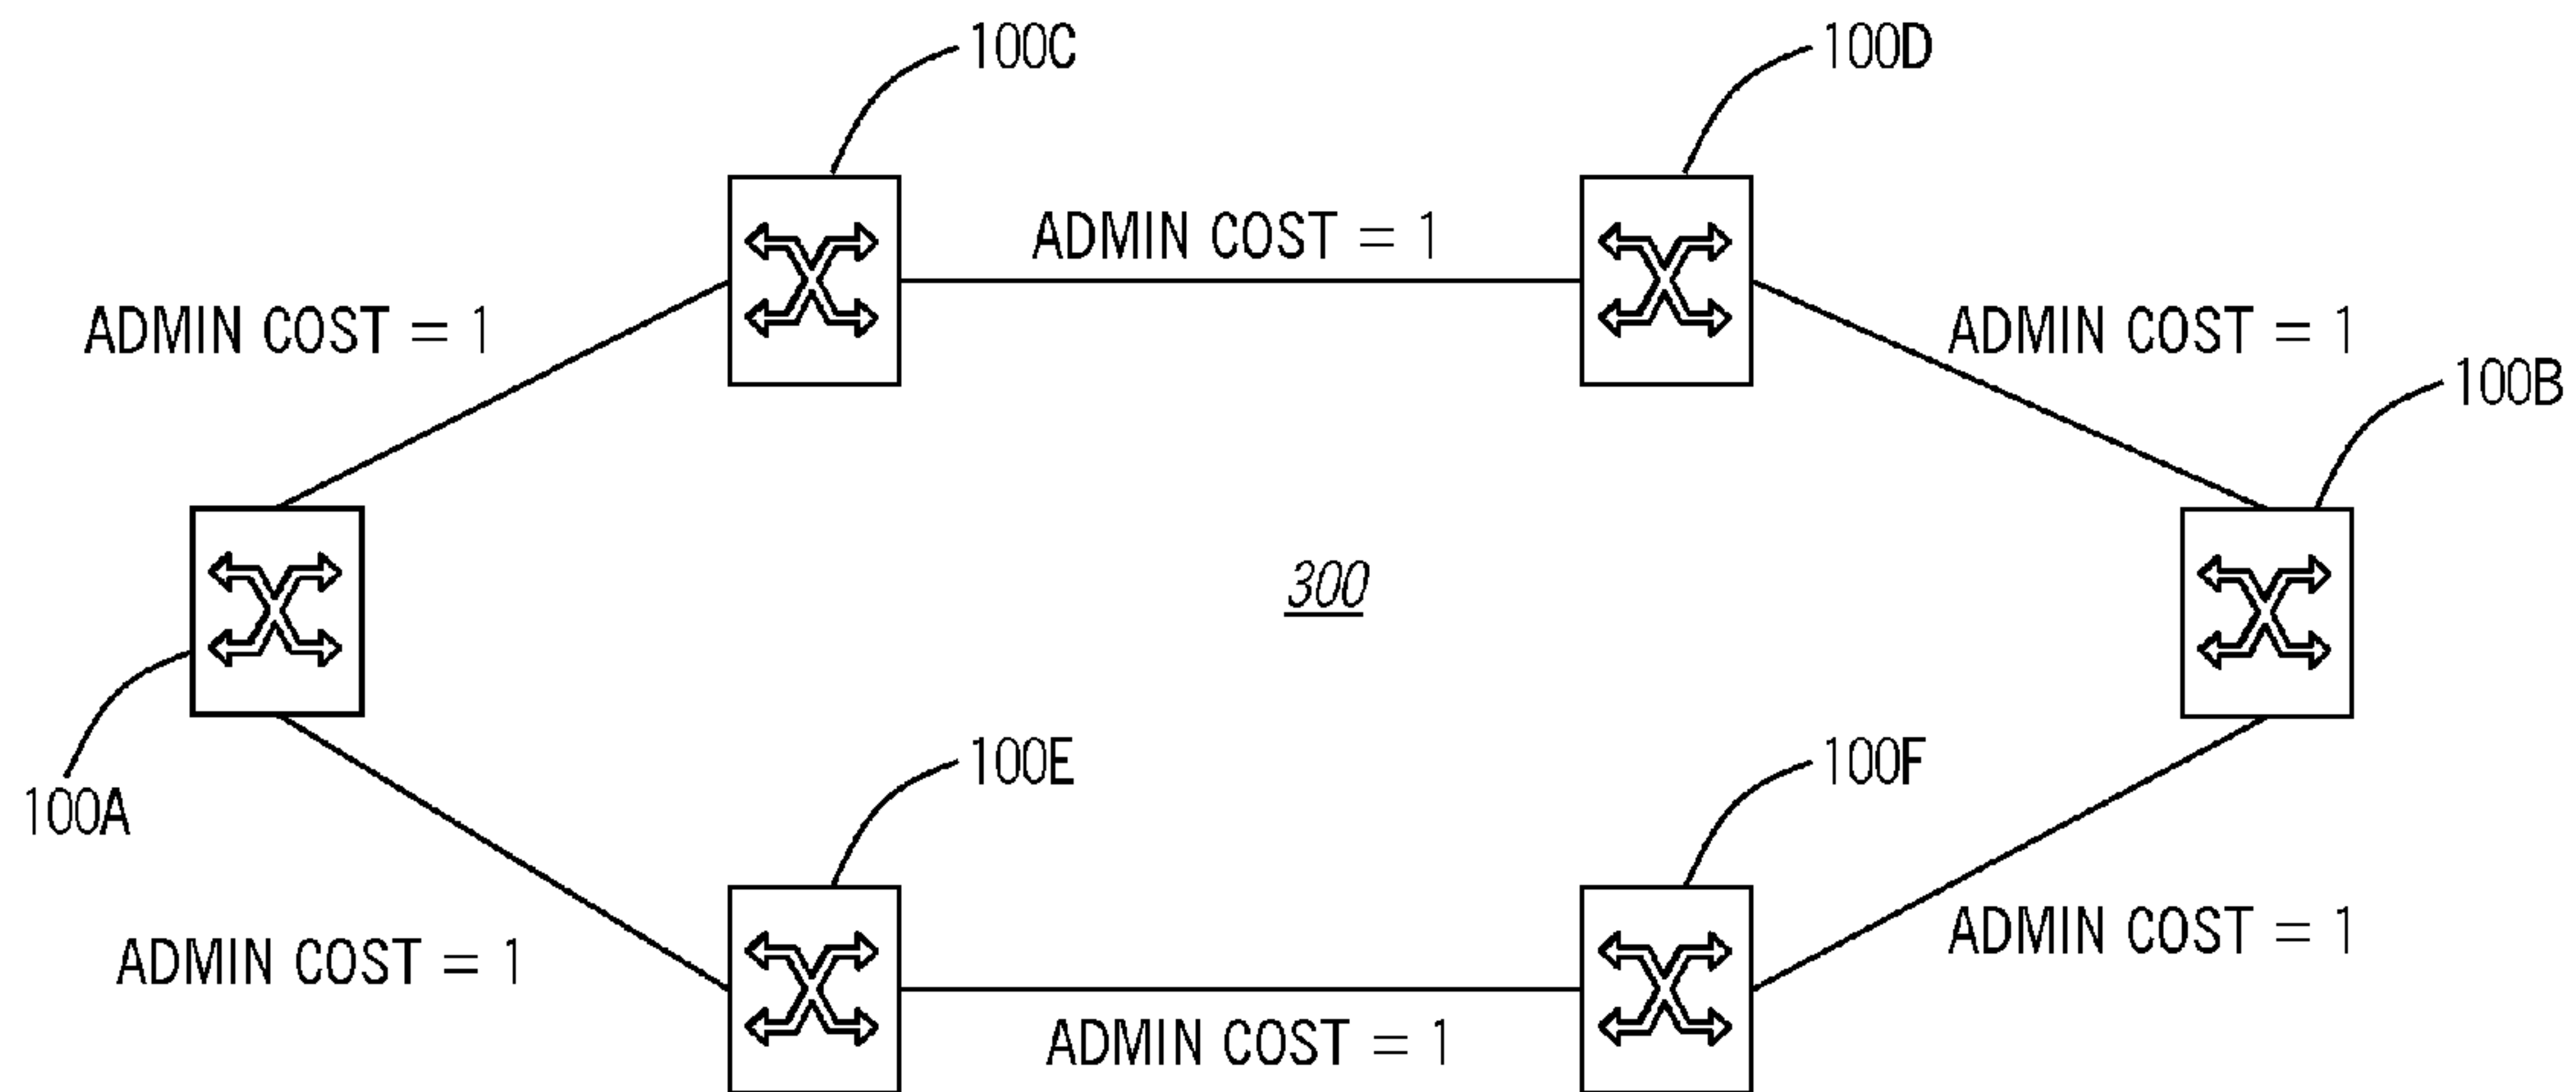 100C
100D
ADMIN COST = 1
ADMIN COST = 1
ADMIN COST = 1
100B
300
100A
100E
100F
ADMIN COST = 1
ADMIN COST = 1
ADMIN COST = 1